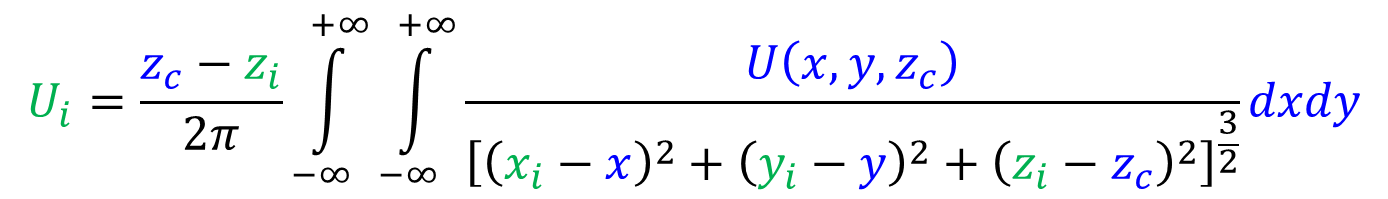 U_i = \frac{z_c - z_i}{2\pi} \int_{-\infty}^{+\infty} \int_{-\infty}^{+\infty} \frac{U(x, y, z_c)}{[(x_i - x)^2 + (y_i - y)^2 + (z_i - z_c)^2]^{\frac{3}{2}}} dxdy